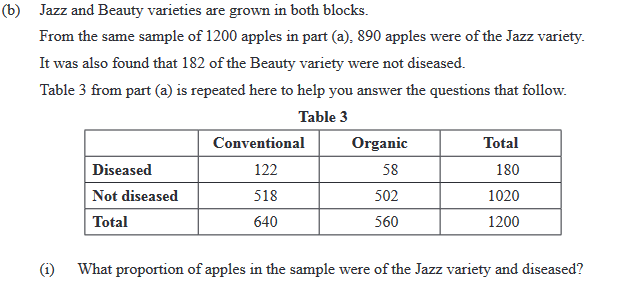 (b) Jazz and Beauty varieties are grown in both blocks.
From the same sample of 1200 apples in part (a), 890 apples were of the Jazz variety.
It was also found that 182 of the Beauty variety were not diseased.
Table 3 from part (a) is repeated here to help you answer the questions that follow.
Table 3
Conventional Organic Total
Diseased 122 58 180
Not diseased 518 502 1020
Total 640 560 1200
(i) What proportion of apples in the sample were of the Jazz variety and diseased?